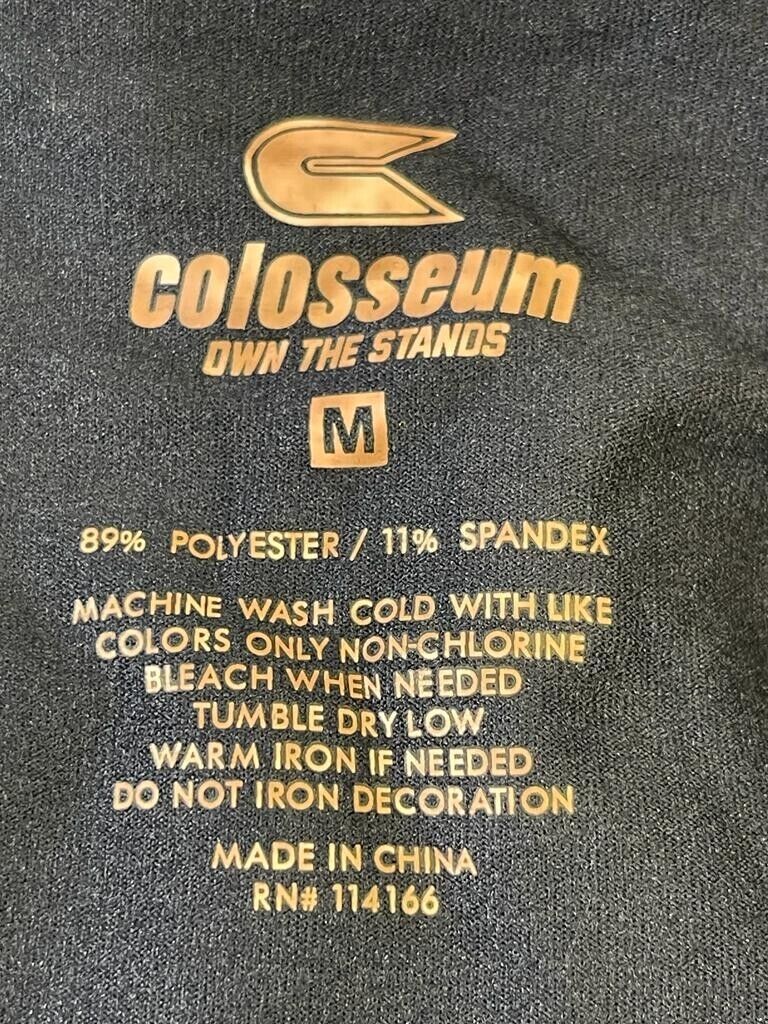 colosseum
OWN THE STANDS
M
89% POLYESTER / 11% SPANDEX
MACHINE WASH COLD WITH LIKE
COLORS ONLY NON-CHLORINE
BLEACH WHEN NEEDED
TUMBLE DRY LOW
WARM IRON IF NEEDED
DO NOT IRON DECORATION
MADE IN CHINA
RN# 114166